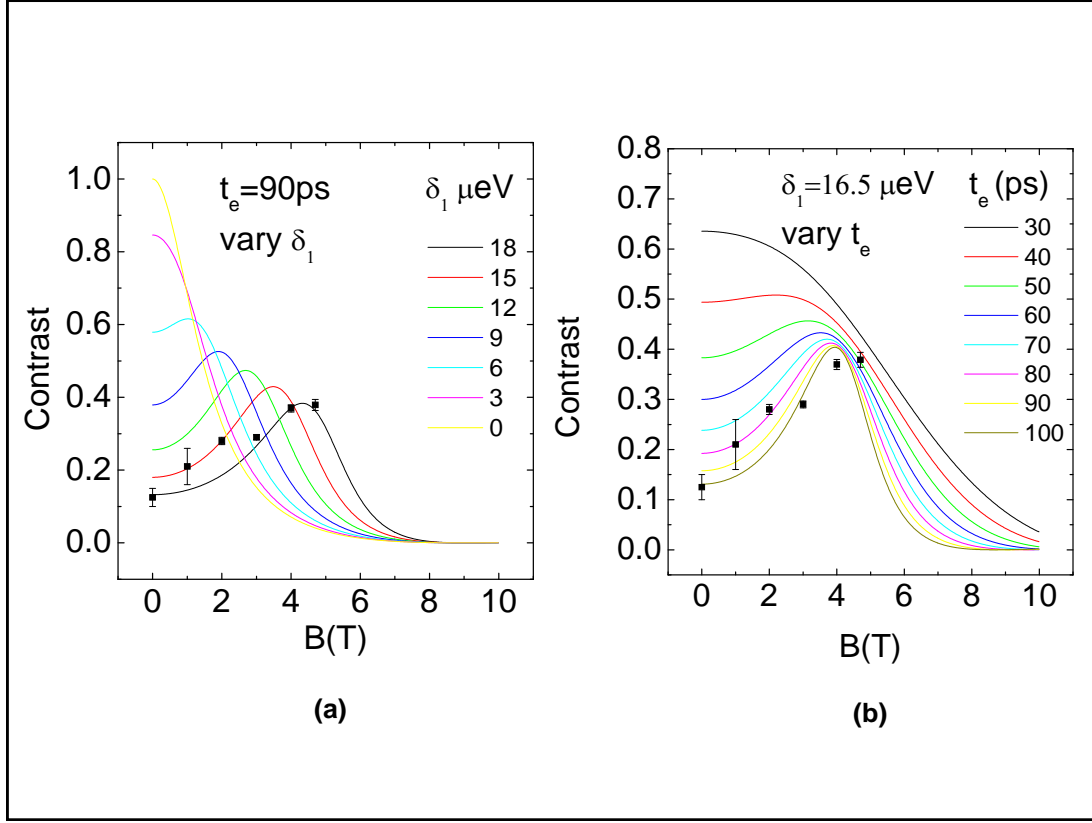 t_e=90ps
vary δ_1
δ_1 μeV
18
15
12
9
6
3
0
1.0
0.8
0.6
0.4
0.2
0.0
Contrast
0 2 4 6 8 10
B(T)
(a)
δ_1=16.5 μeV
vary t_e
t_e (ps)
30
40
50
60
70
80
90
100
0.8
0.7
0.6
0.5
0.4
0.3
0.2
0.1
0.0
Contrast
0 2 4 6 8 10
B(T)
(b)